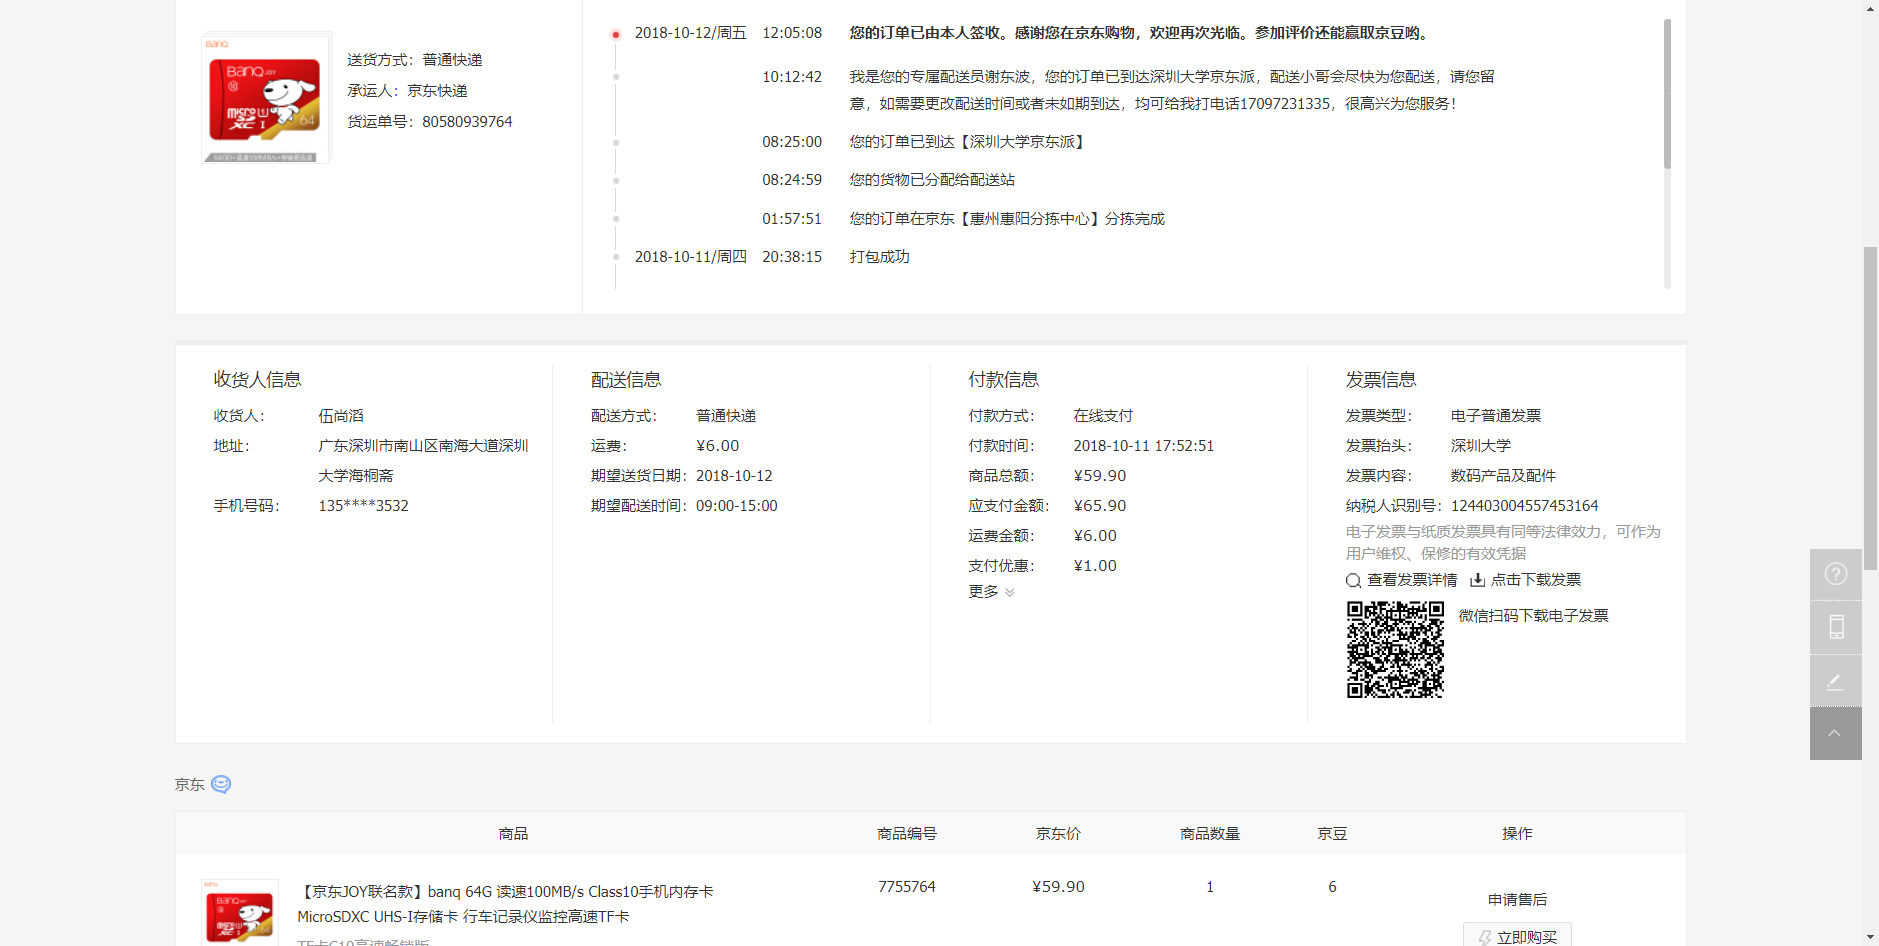 送货方式：普通快递
承运人：京东快递
货运单号：80580939764
banq
banq JOY
micro
SD XC I
64
2018-10-12/周五 12:05:08 您的订单已由本人签收。感谢您在京东购物，欢迎再次光临。参加评价还能赢取京豆哟。
10:12:42 我是您的专属配送员谢东波，您的订单已到达深圳大学京东派，配送小哥会尽快为您配送，请您留
意，如需要更改配送时间或者未如期到达，均可给我打电话17097231335，很高兴为您服务！
08:25:00 您的订单已到达【深圳大学京东派】
08:24:59 您的货物已分配给配送站
01:57:51 您的订单在京东【惠州惠阳分拣中心】分拣完成
2018-10-11/周四 20:38:15 打包成功
收货人信息
收货人： 伍尚滔
地址： 广东深圳市南山区南海大道深圳
大学海桐斋
手机号码： 135****3532
配送信息
配送方式： 普通快递
运费： ¥6.00
期望送货日期：2018-10-12
期望配送时间：09:00-15:00
付款信息
付款方式： 在线支付
付款时间： 2018-10-11 17:52:51
商品总额： ¥59.90
应支付金额： ¥65.90
运费金额： ¥6.00
支付优惠： ¥1.00
更多
发票信息
发票类型： 电子普通发票
发票抬头： 深圳大学
发票内容： 数码产品及配件
纳税人识别号：124403004557453164
电子发票与纸质发票具有同等法律效力，可作为
用户维权、保修的有效凭据
查看发票详情 点击下载发票
微信扫码下载电子发票
京东
商品 商品编号 京东价 商品数量 京豆 操作
【京东JOY联名款】banq 64G 读速100MB/s Class10手机内存卡
MicroSDXC UHS-I存储卡 行车记录仪监控高速TF卡
TF卡C10高速畅销版
7755764 ¥59.90 1 6 申请售后
立即购买